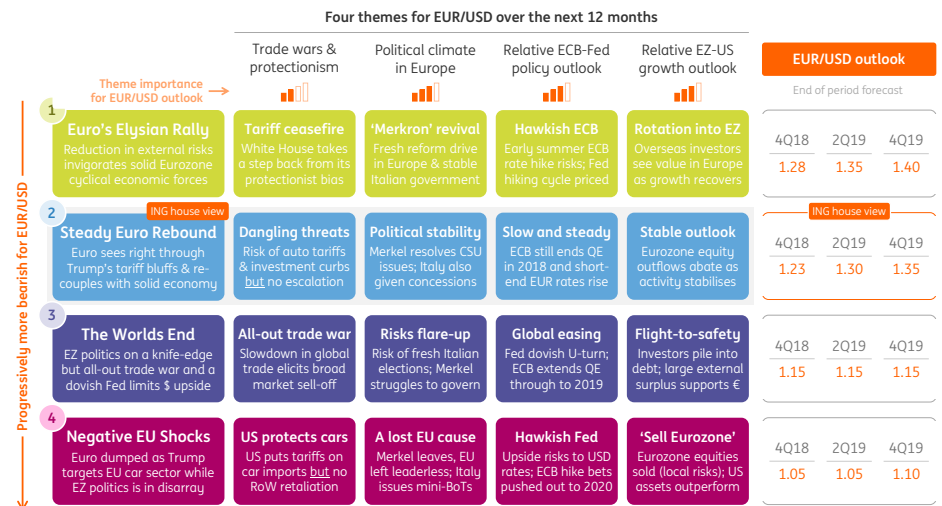 Four themes for EUR/USD over the next 12 months
Trade wars &
protectionism
Political climate
in Europe
Relative ECB-Fed
policy outlook
Relative EZ-US
growth outlook
EUR/USD outlook
Theme importance
for EUR/USD outlook
End of period forecast
Progressively more bearish for EUR/USD
1
Euro's Elysian Rally
Reduction in external risks
invigorates solid Eurozone
cyclical economic forces
Tariff ceasefire
White House takes
a step back from its
protectionist bias
'Merkron' revival
Fresh reform drive
in Europe & stable
Italian government
Hawkish ECB
Early summer ECB
rate hike risks; Fed
hiking cycle priced
Rotation into EZ
Overseas investors
see value in Europe
as growth recovers
4Q18 2Q19 4Q19
1.28 1.35 1.40
2
ING house view
Steady Euro Rebound
Euro sees right through
Trump's tariff bluffs & re-
couples with solid economy
Dangling threats
Risk of auto tariffs
& investment curbs
but no escalation
Political stability
Merkel resolves CSU
issues; Italy also
given concessions
Slow and steady
ECB still ends QE
in 2018 and short-
end EUR rates rise
Stable outlook
Eurozone equity
outflows abate as
activity stabilises
ING house view
4Q18 2Q19 4Q19
1.23 1.30 1.35
3
The Worlds End
EZ politics on a knife-edge
but all-out trade war and a
dovish Fed limits $ upside
All-out trade war
Slowdown in global
trade elicits broad
market sell-off
Risks flare-up
Risk of fresh Italian
elections; Merkel
struggles to govern
Global easing
Fed dovish U-turn;
ECB extends QE
through to 2019
Flight-to-safety
Investors pile into
debt; large external
surplus supports €
4Q18 2Q19 4Q19
1.15 1.15 1.15
4
Negative EU Shocks
Euro dumped as Trump
targets EU car sector while
EZ politics is in disarray
US protects cars
US puts tariffs on
car imports but no
RoW retaliation
A lost EU cause
Merkel leaves, EU
left leaderless; Italy
issues mini-BoTs
Hawkish Fed
Upside risks to USD
rates; ECB hike bets
pushed out to 2020
'Sell Eurozone'
Eurozone equities
sold (local risks); US
assets outperform
4Q18 2Q19 4Q19
1.05 1.05 1.10